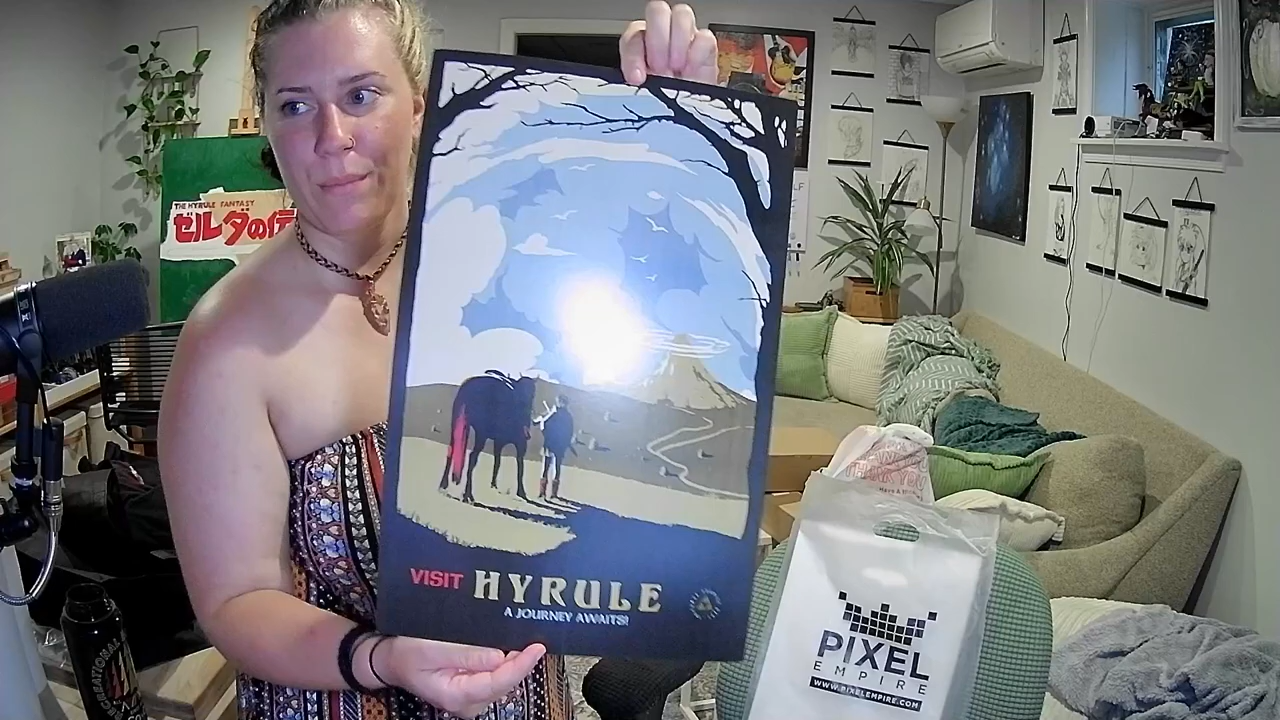 THE HYRULE FANTASY
ゼルダの伝
VISIT HYRULE
A JOURNEY AWAITS!
THANK YOU
PIXEL
EMPIRE
WWW.PIXELEMPIRE.COM
RECREATIONAL